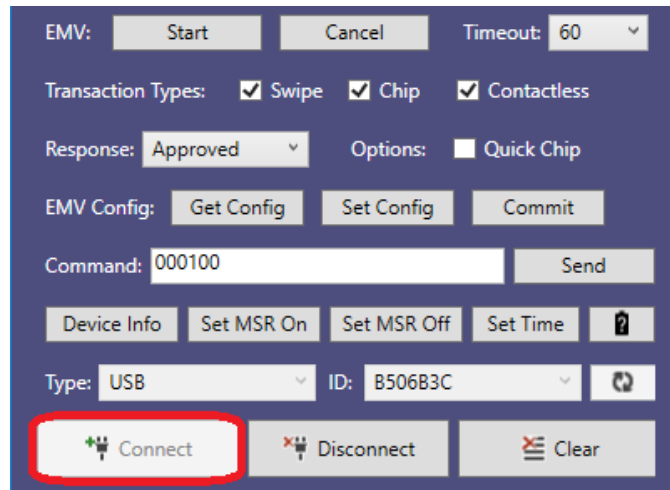 EMV: Start Cancel Timeout: 60
Transaction Types: Swipe Chip Contactless
Response: Approved Options: Quick Chip
EMV Config: Get Config Set Config Commit
Command: 000100 Send
Device Info Set MSR On Set MSR Off Set Time ?
Type: USB ID: B506B3C
Connect Disconnect Clear